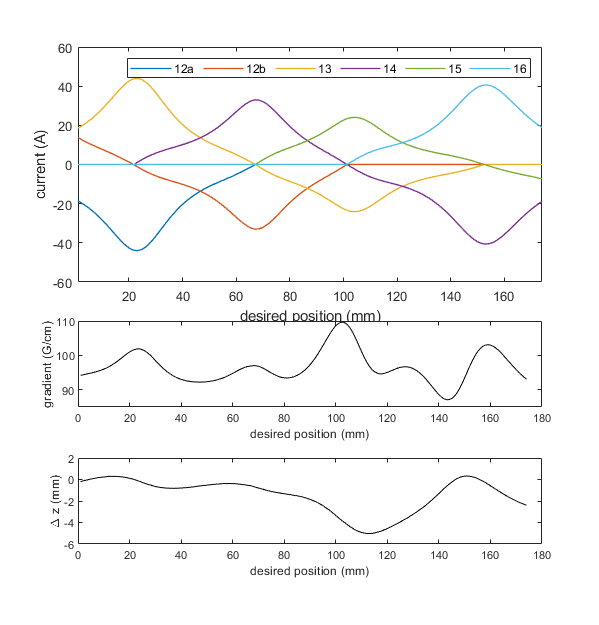 60
40
20
0
-20
-40
-60
current (A)
12a 12b 13 14 15 16
20 40 60 80 100 120 140 160
desired position (mm)
110
100
90
gradient (G/cm)
0 20 40 60 80 100 120 140 160 180
desired position (mm)
2
0
-2
-4
-6
Δ z (mm)
0 20 40 60 80 100 120 140 160 180
desired position (mm)